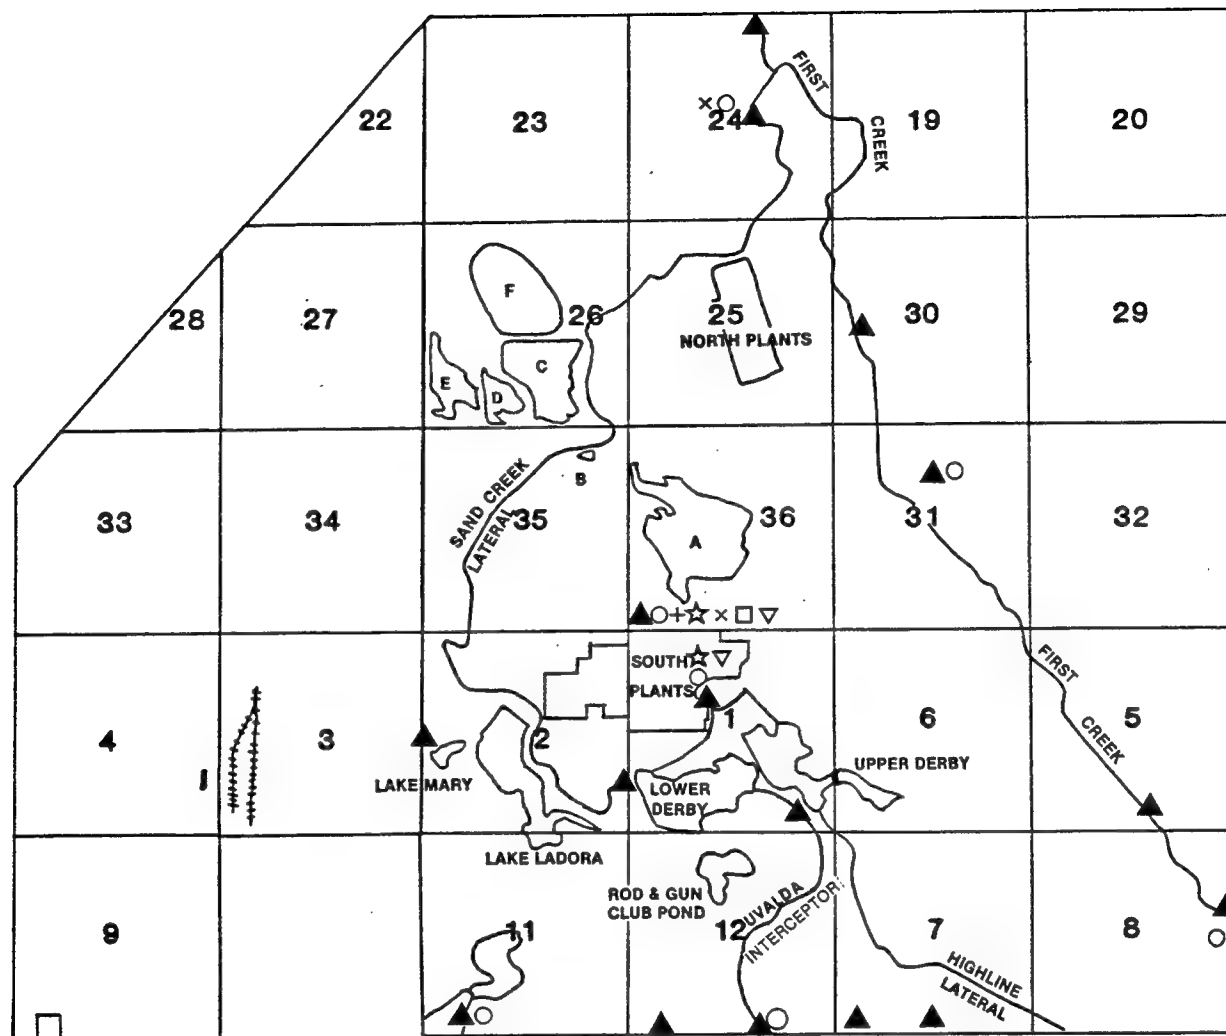 FIRST
22
23
24
CREEK
19
20
F
28
27
26
25
30
29
NORTH PLANTS
C
E
D
SAND CREEK
LATERAL
B
33
34
35
36
31
32
A
FIRST
CREEK
SOUTH
PLANTS
4
3
2
1
6
5
LAKE MARY
LOWER
DERBY
UPPER DERBY
LAKE LADORA
ROD & GUN
CLUB POND
UVALDA
INTERCEPTOR
9
11
12
7
8
HIGHLINE
LATERAL